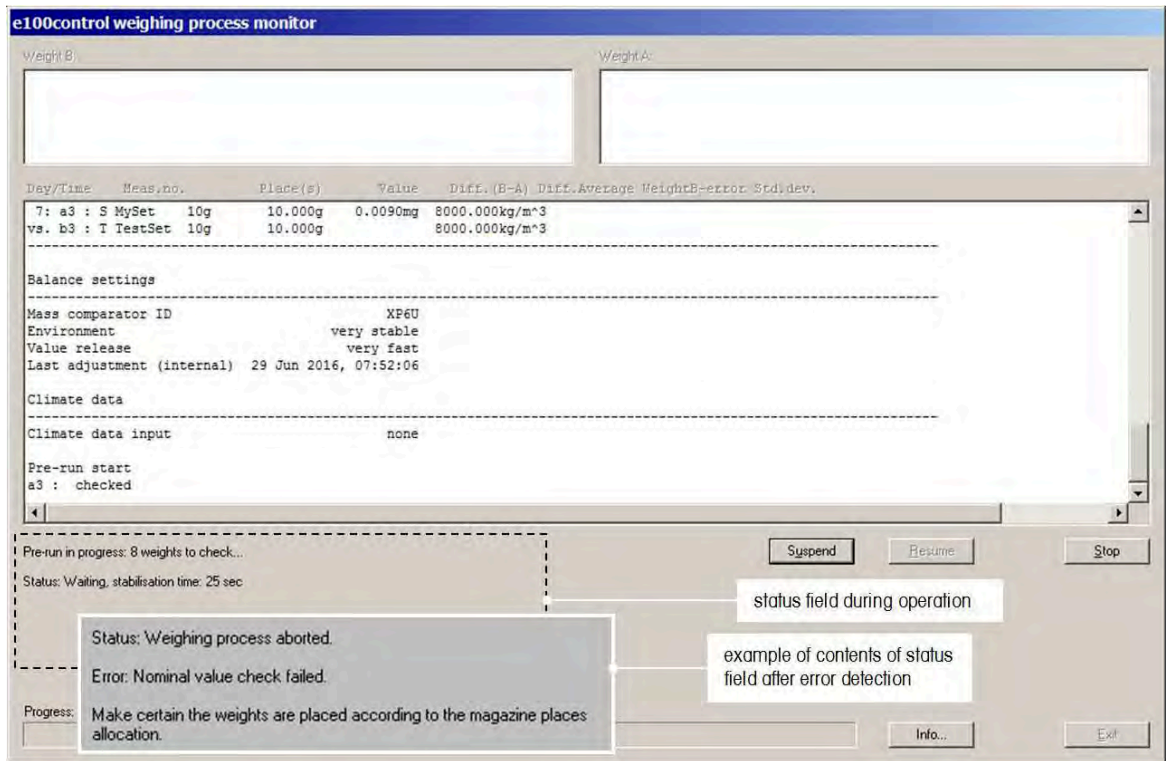 e100control weighing process monitor
Weight B:
Weight A:
Day/Time Meas.no. Place(s) Value Diff.(B-A) Diff.Average WeightB-error Std.dev.
7: a3 : S MySet 10g 10.000g 0.0090mg 8000.000kg/m^3
vs. b3 : T TestSet 10g 10.000g 8000.000kg/m^3
Balance settings
Mass comparator ID XP6U
Environment very stable
Value release very fast
Last adjustment (internal) 29 Jun 2016, 07:52:06
Climate data
Climate data input none
Pre-run start
a3 : checked
Pre-run in progress: 8 weights to check...
Suspend Resume Stop
Status: Waiting, stabilisation time: 25 sec
status field during operation
Status: Weighing process aborted.
Error: Nominal value check failed.
Make certain the weights are placed according to the magazine places
allocation.
example of contents of status
field after error detection
Progress:
Info... Exit